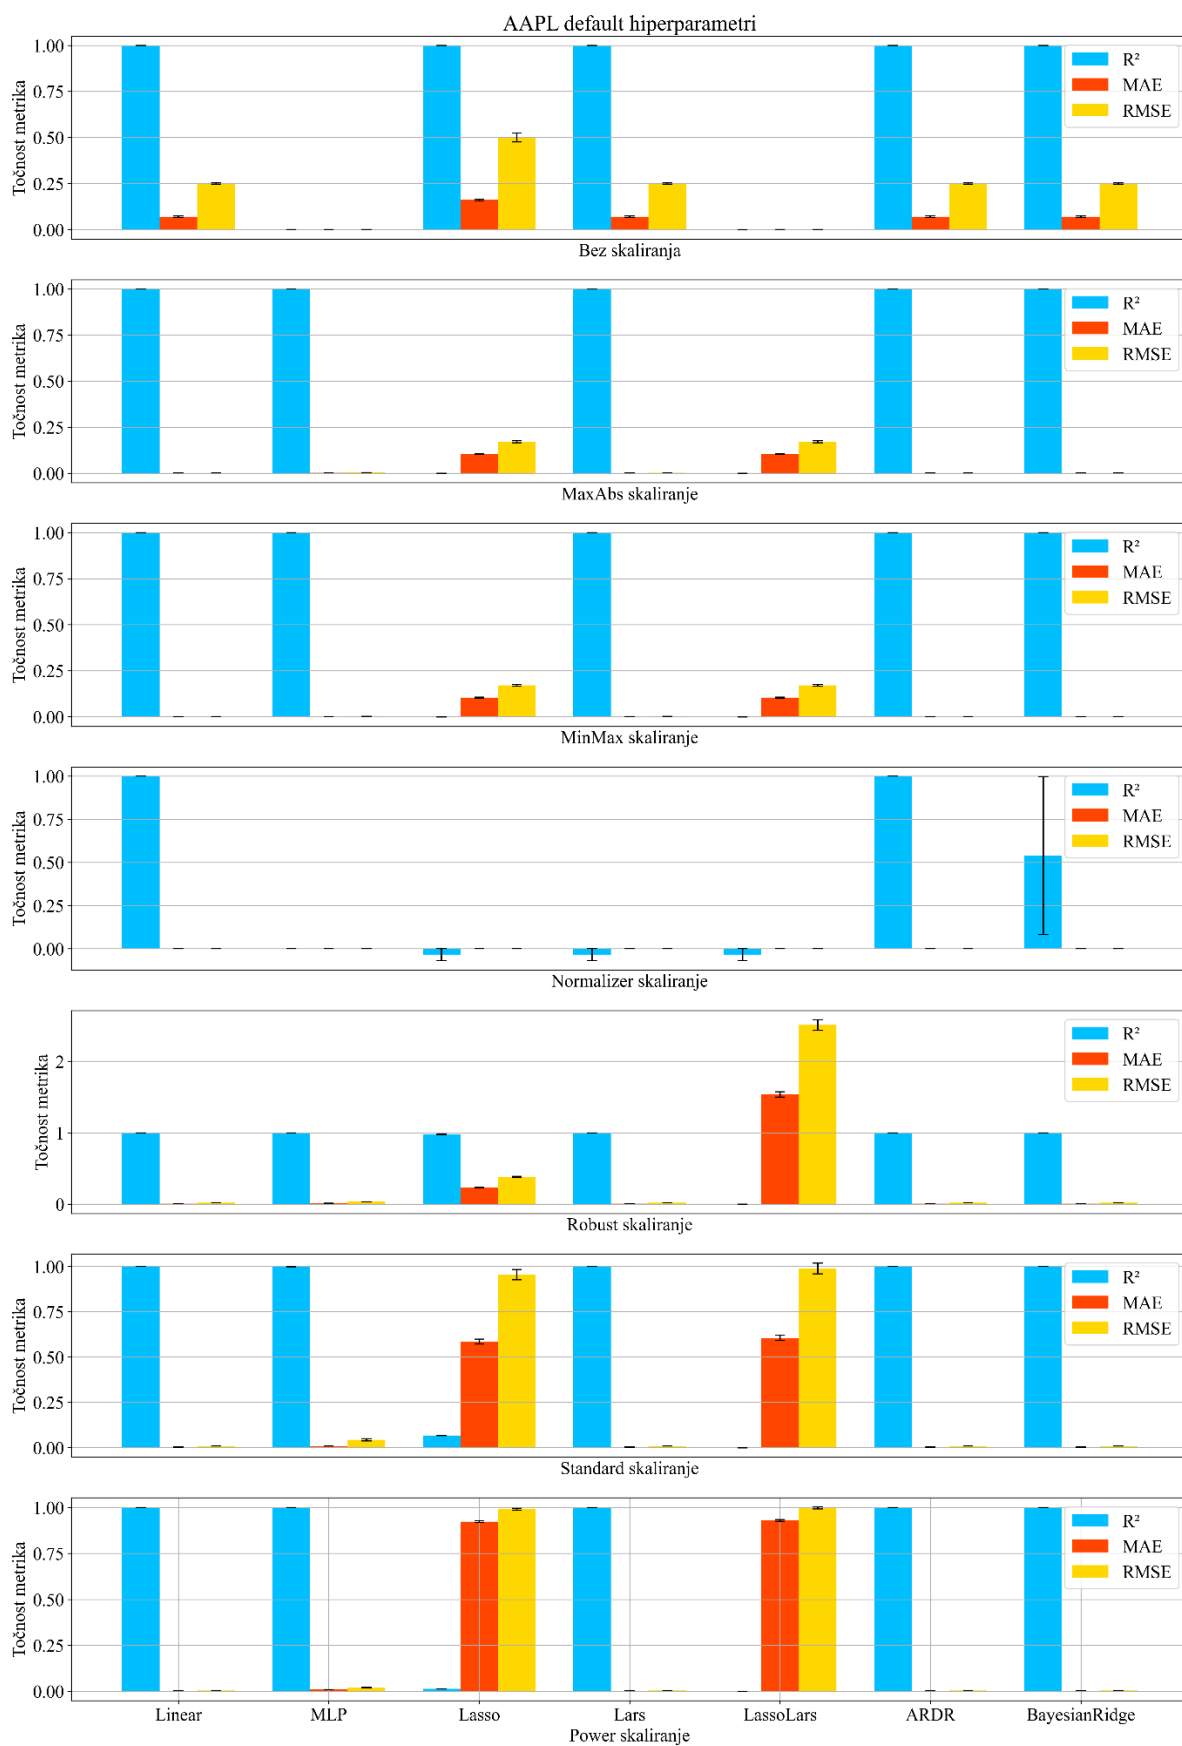 AAPL default hiperparametri
Točnost metrika
1.00
0.75
0.50
0.25
0.00
R²
MAE
RMSE
Bez skaliranja
Točnost metrika
1.00
0.75
0.50
0.25
0.00
R²
MAE
RMSE
MaxAbs skaliranje
Točnost metrika
1.00
0.75
0.50
0.25
0.00
R²
MAE
RMSE
MinMax skaliranje
Točnost metrika
1.00
0.75
0.50
0.25
0.00
R²
MAE
RMSE
Normalizer skaliranje
Točnost metrika
2
1
0
R²
MAE
RMSE
Robust skaliranje
Točnost metrika
1.00
0.75
0.50
0.25
0.00
R²
MAE
RMSE
Standard skaliranje
Točnost metrika
1.00
0.75
0.50
0.25
0.00
R²
MAE
RMSE
Linear MLP Lasso Lars LassoLars ARDR BayesianRidge
Power skaliranje